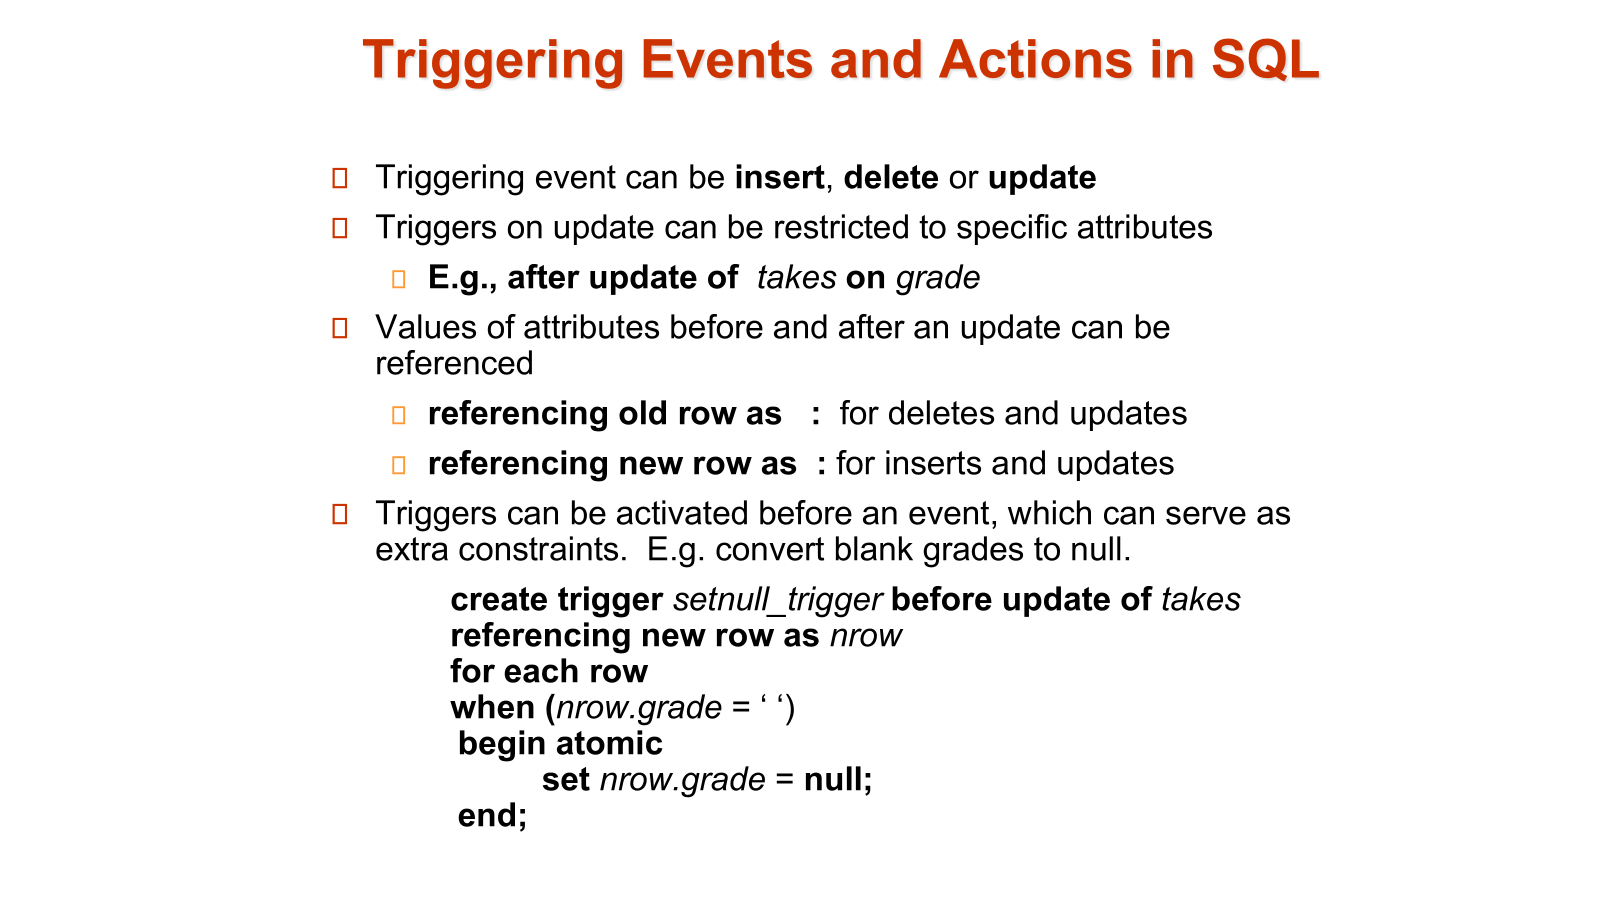 Triggering Events and Actions in SQL
Triggering event can be insert, delete or update
Triggers on update can be restricted to specific attributes
E.g., after update of takes on grade
Values of attributes before and after an update can be
referenced
referencing old row as : for deletes and updates
referencing new row as : for inserts and updates
Triggers can be activated before an event, which can serve as
extra constraints. E.g. convert blank grades to null.
create trigger setnull_trigger before update of takes
referencing new row as nrow
for each row
when (nrow.grade = ‘ ‘)
begin atomic
set nrow.grade = null;
end;